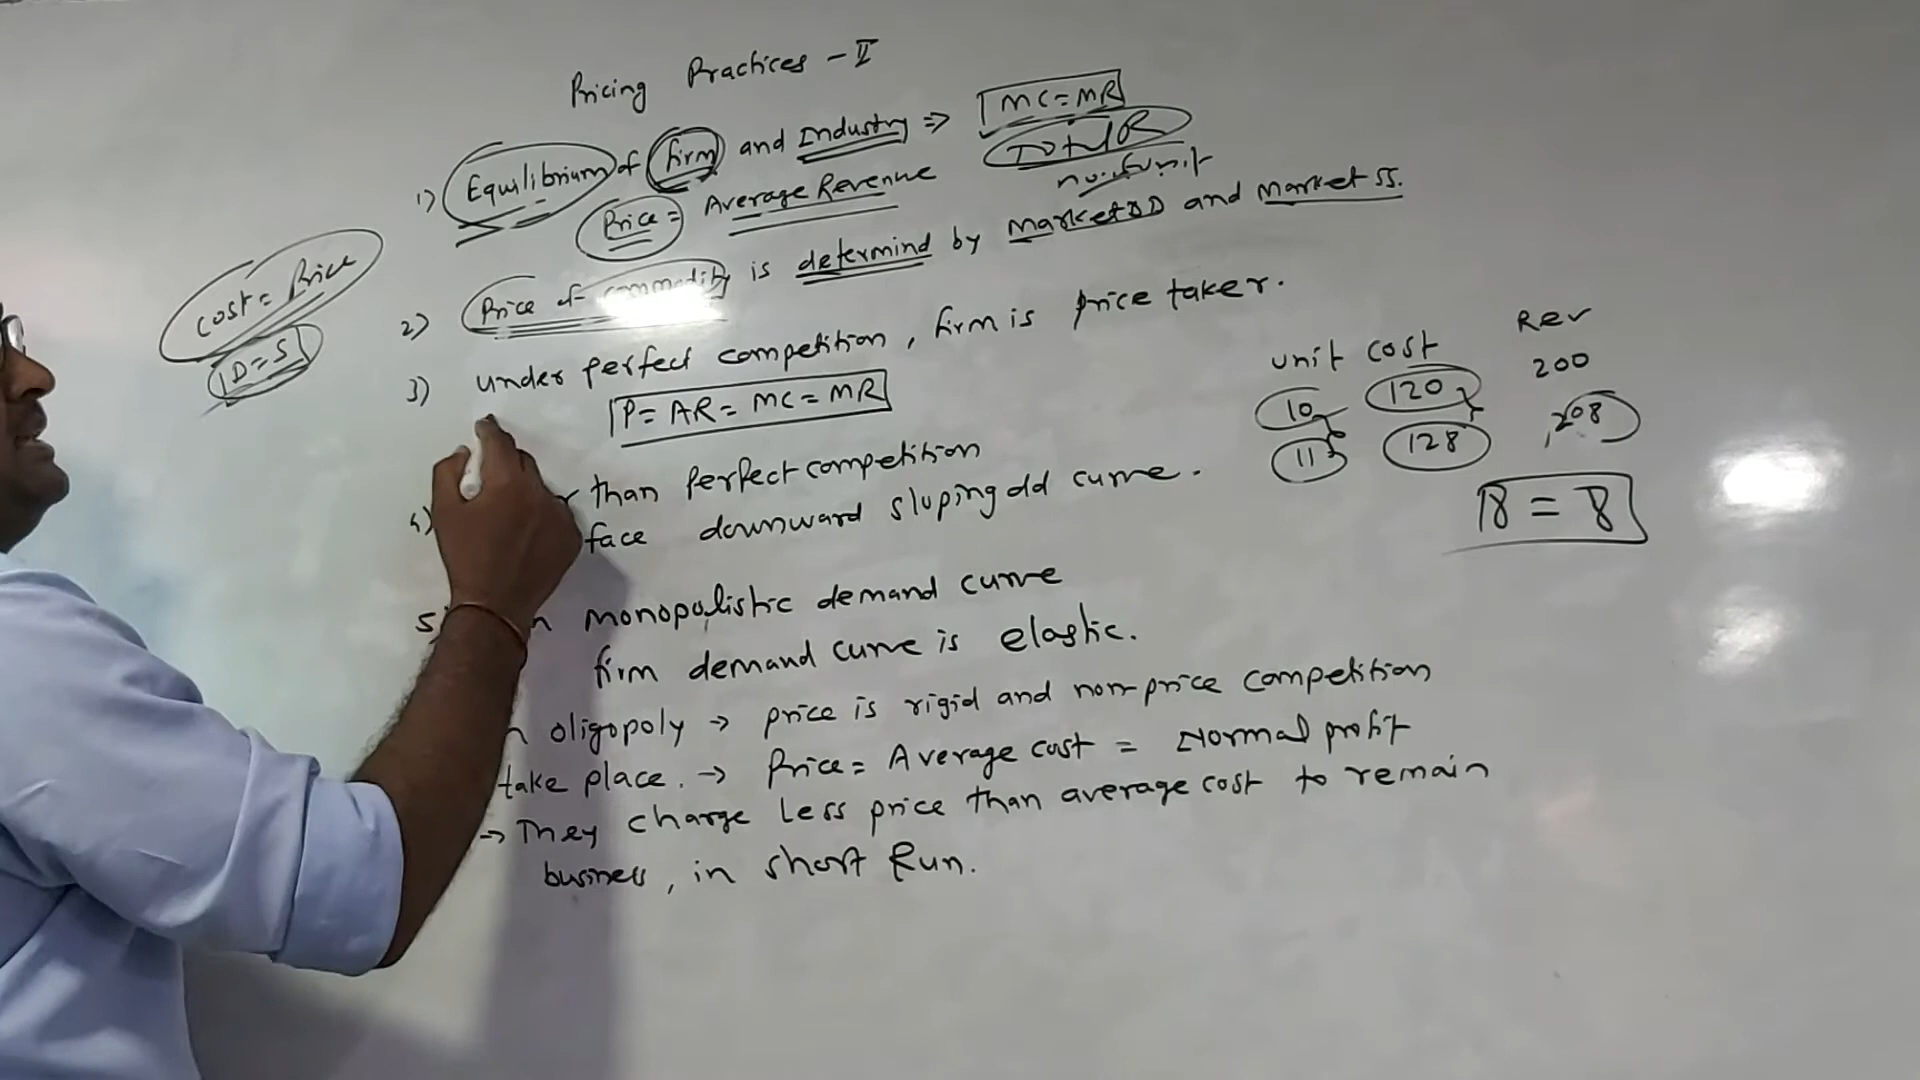 Pricing Practices - II
1) Equilibrium of firm and Industry => MC = MR
Price = Average Revenue
Total R
no. of unit
Cost = Price
D = S
2) Price of commodity is determind by market DD and market SS.
3) under perfect competition, firm is price taker.
P = AR = MC = MR
unit cost Rev
10 120 200
11 128 208
8 = 8
4) than perfect competition
face downward sloping dd curve.
5) monopolistic demand curve
firm demand curve is elastic.
oligopoly → price is rigid and non-price competition
take place. → Price = Average cost = Normal profit
→ They charge less price than average cost to remain
business, in short Run.